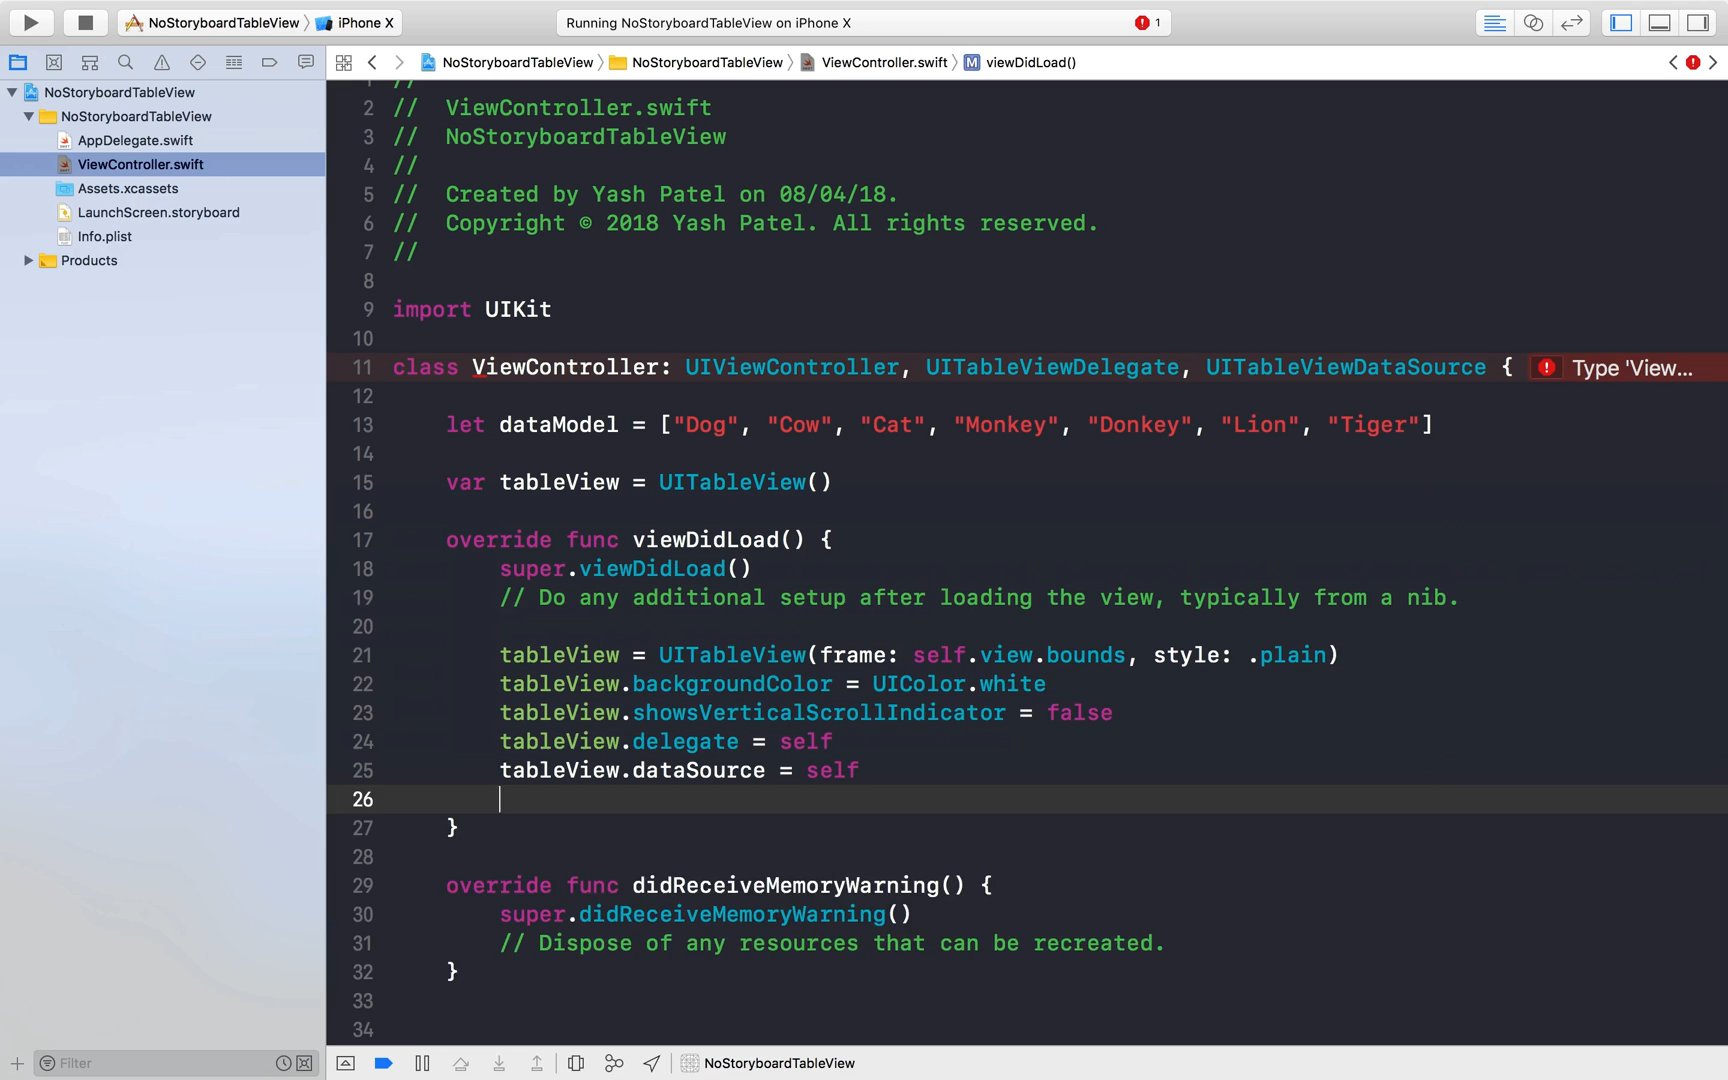 NoStoryboardTableView
iPhone X
Running NoStoryboardTableView on iPhone X
1
NoStoryboardTableView
NoStoryboardTableView
ViewController.swift
M
viewDidLoad()
NoStoryboardTableView
NoStoryboardTableView
AppDelegate.swift
ViewController.swift
Assets.xcassets
LaunchScreen.storyboard
Info.plist
Products
Filter
2 // ViewController.swift
3 // NoStoryboardTableView
4 //
5 // Created by Yash Patel on 08/04/18.
6 // Copyright © 2018 Yash Patel. All rights reserved.
7 //
8
9 import UIKit
10
11 class ViewController: UIViewController, UITableViewDelegate, UITableViewDataSource { Type 'View...
12
13 let dataModel = ["Dog", "Cow", "Cat", "Monkey", "Donkey", "Lion", "Tiger"]
14
15 var tableView = UITableView()
16
17 override func viewDidLoad() {
18 super.viewDidLoad()
19 // Do any additional setup after loading the view, typically from a nib.
20
21 tableView = UITableView(frame: self.view.bounds, style: .plain)
22 tableView.backgroundColor = UIColor.white
23 tableView.showsVerticalScrollIndicator = false
24 tableView.delegate = self
25 tableView.dataSource = self
26
27 }
28
29 override func didReceiveMemoryWarning() {
30 super.didReceiveMemoryWarning()
31 // Dispose of any resources that can be recreated.
32 }
33
34
NoStoryboardTableView